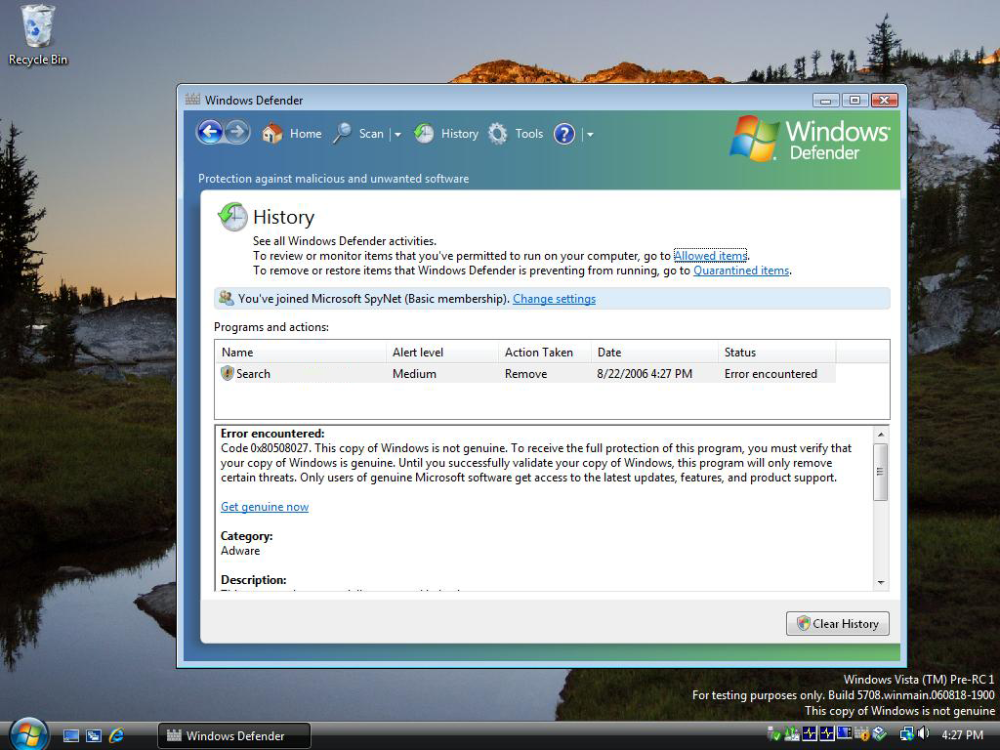 Recycle Bin
Windows Defender
Home Scan History Tools ?
Windows
Defender
Protection against malicious and unwanted software
History
See all Windows Defender activities.
To review or monitor items that you've permitted to run on your computer, go to Allowed items.
To remove or restore items that Windows Defender is preventing from running, go to Quarantined items.
You've joined Microsoft SpyNet (Basic membership). Change settings
Programs and actions:
Name Alert level Action Taken Date Status
Search Medium Remove 8/22/2006 4:27 PM Error encountered
Error encountered:
Code 0x80508027. This copy of Windows is not genuine. To receive the full protection of this program, you must verify that
your copy of Windows is genuine. Until you successfully validate your copy of Windows, this program will only remove
certain threats. Only users of genuine Microsoft software get access to the latest updates, features, and product support.
Get genuine now
Category:
Adware
Description:
Clear History
Windows Vista (TM) Pre-RC 1
For testing purposes only. Build 5708.winmain.060818-1900
This copy of Windows is not genuine
Windows Defender
4:27 PM